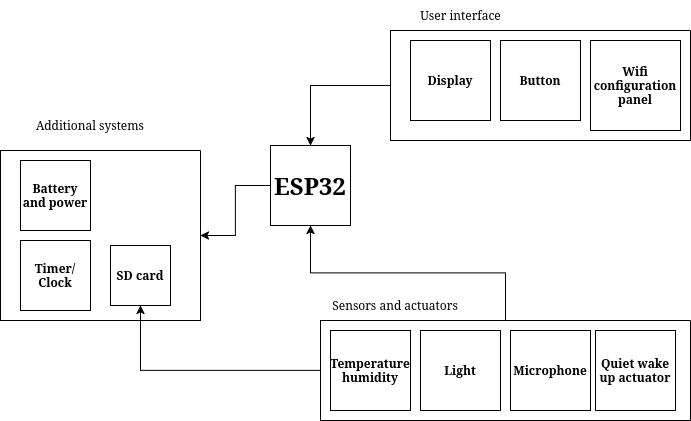 User interface
Display
Button
Wifi
configuration
panel
Additional systems
Battery
and power
Timer/
Clock
SD card
ESP32
Sensors and actuators
Temperature
humidity
Light
Microphone
Quiet wake
up actuator